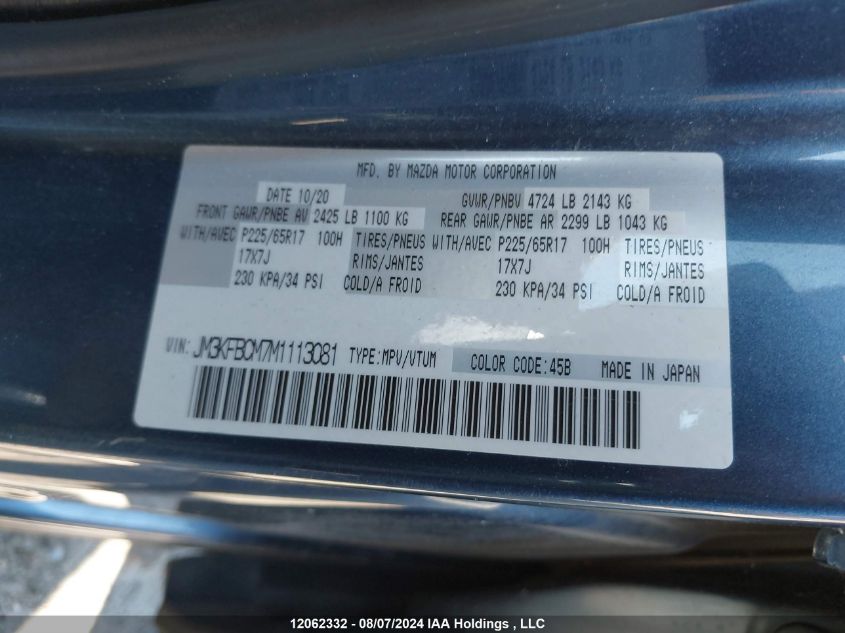 MFD. BY MAZDA MOTOR CORPORATION
DATE 10/20 GVWR/PNBV 4724 LB 2143 KG
FRONT GAWR/PNBE AV 2425 LB 1100 KG REAR GAWR/PNBE AR 2299 LB 1043 KG
WITH/AVEC P225/65R17 100H TIRES/PNEUS WITH/AVEC P225/65R17 100H TIRES/PNEUS
17X7J RIMS/JANTES 17X7J RIMS/JANTES
230 KPA/34 PSI COLD/A FROID 230 KPA/34 PSI COLD/A FROID
VIN: JM3KFBCM7M1113081 TYPE:MPV/VTUM COLOR CODE:45B MADE IN JAPAN
12062332 - 08/07/2024 IAA Holdings , LLC